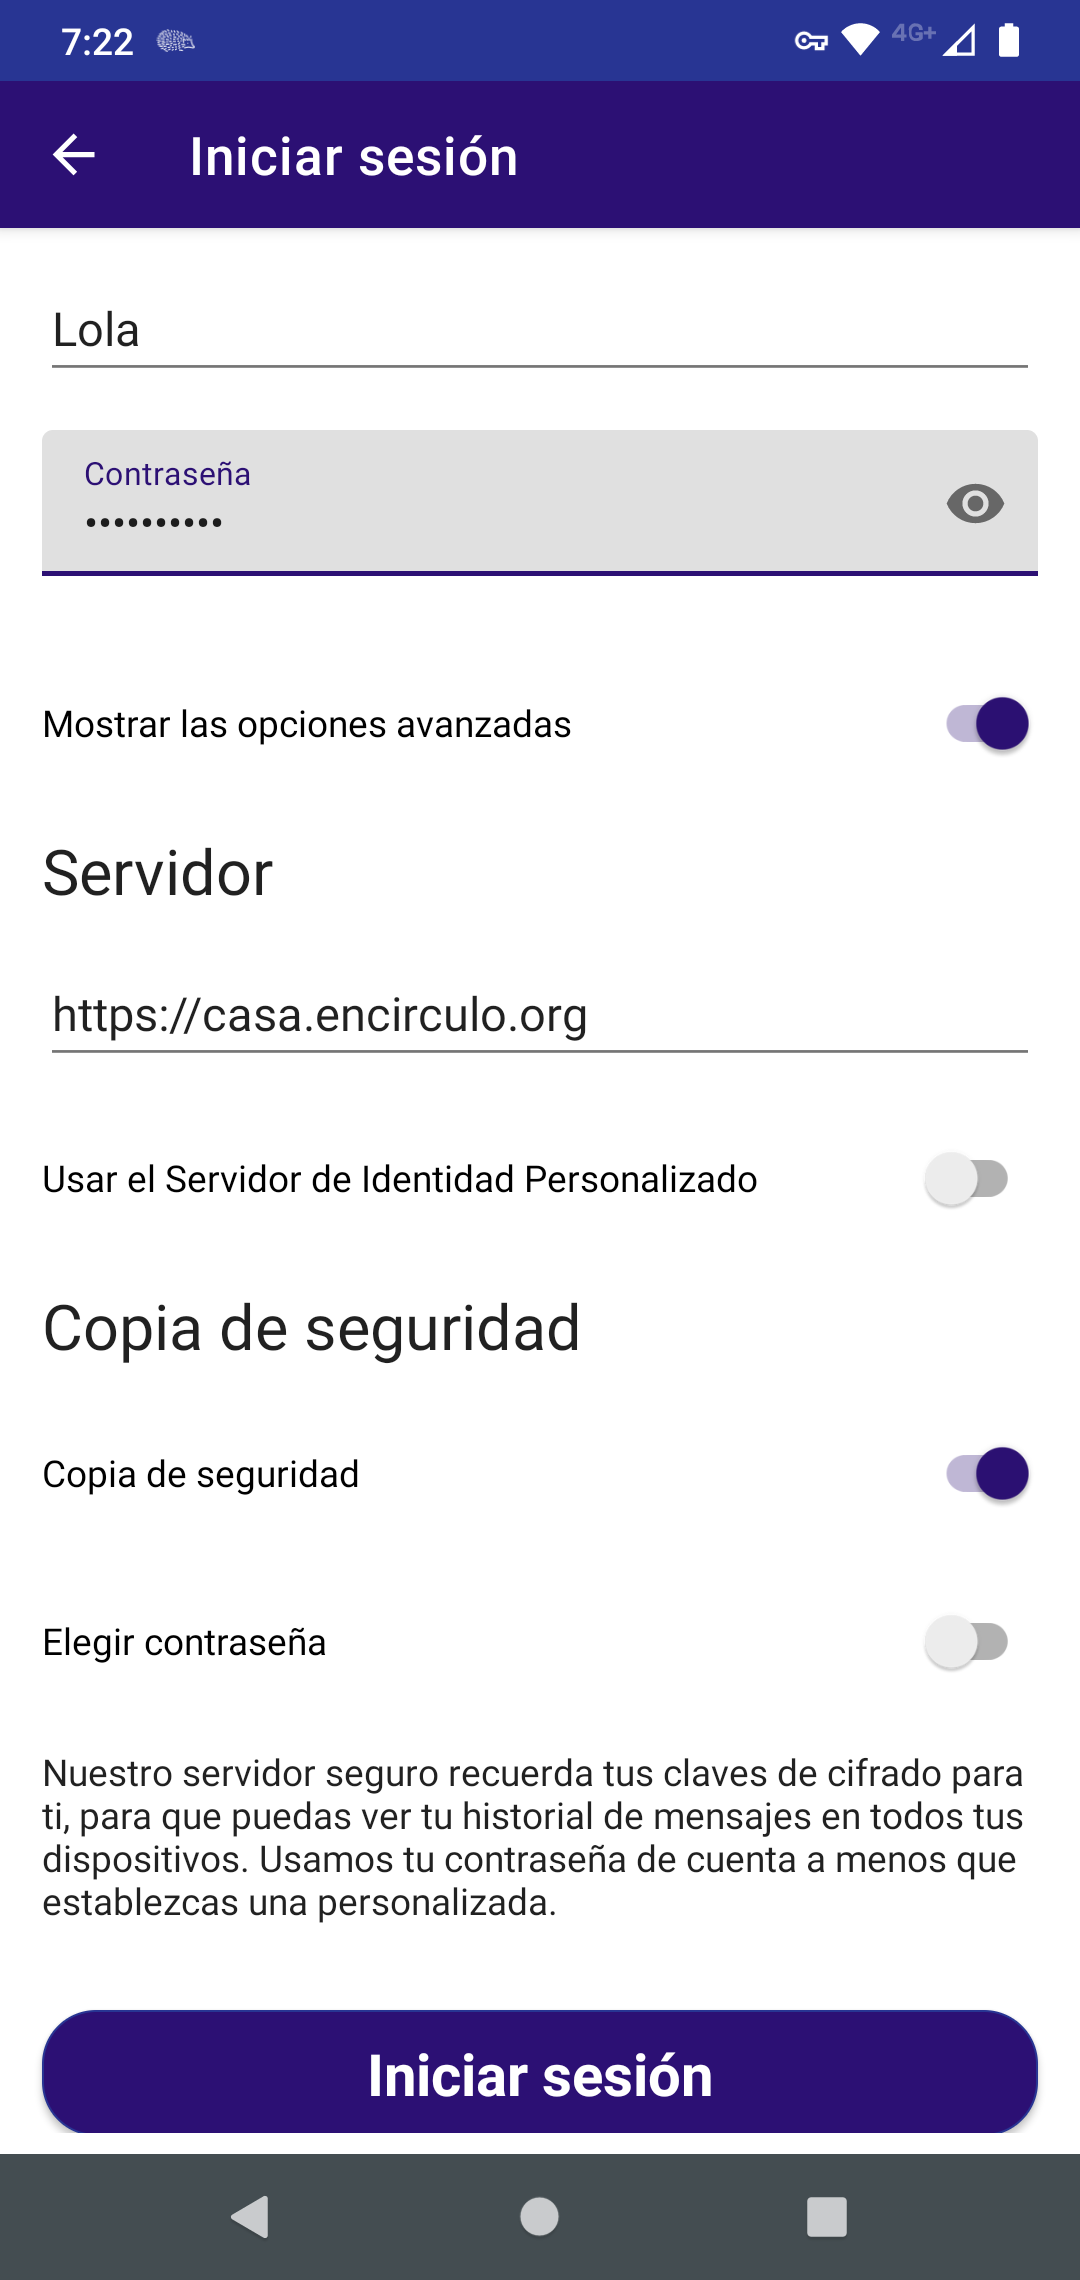 7:22
4G+
Iniciar sesión
Lola
Contraseña
••••••••••
Mostrar las opciones avanzadas
Servidor
https://casa.encirculo.org
Usar el Servidor de Identidad Personalizado
Copia de seguridad
Copia de seguridad
Elegir contraseña
Nuestro servidor seguro recuerda tus claves de cifrado para
ti, para que puedas ver tu historial de mensajes en todos tus
dispositivos. Usamos tu contraseña de cuenta a menos que
establezcas una personalizada.
Iniciar sesión